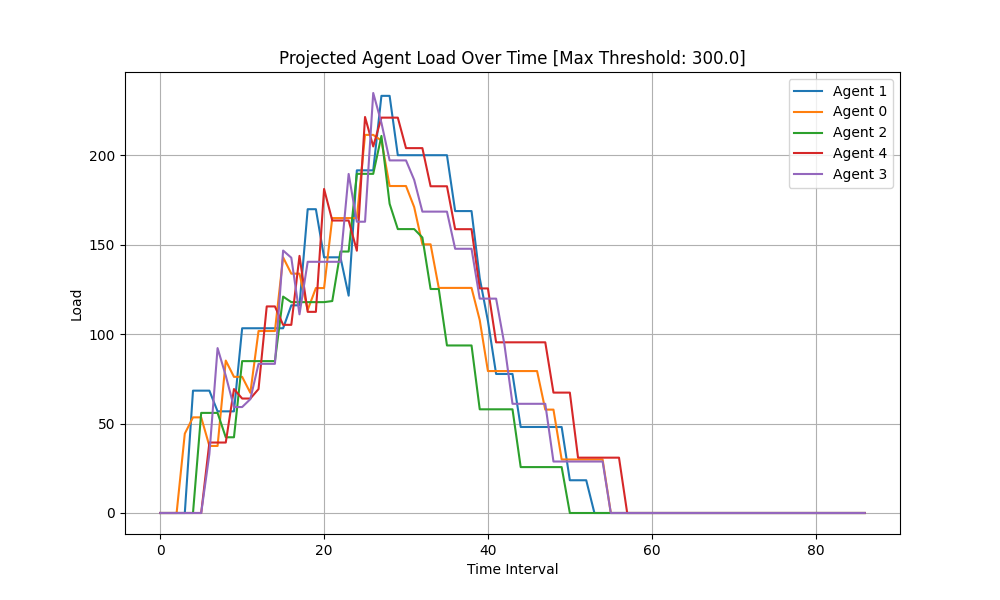 Projected Agent Load Over Time [Max Threshold: 300.0]
Agent 1
Agent 0
Agent 2
Agent 4
Agent 3
Load
200
150
100
50
0
0 20 40 60 80
Time Interval